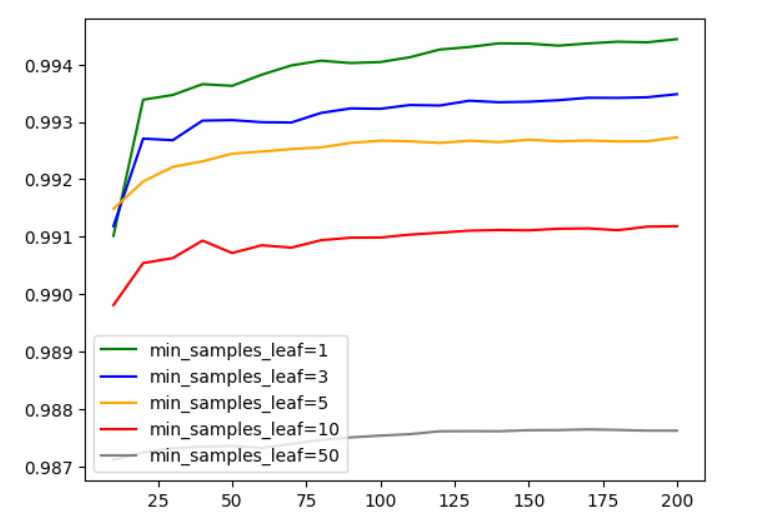 0.994
0.993
0.992
0.991
0.990
0.989
0.988
0.987
min_samples_leaf=1
min_samples_leaf=3
min_samples_leaf=5
min_samples_leaf=10
min_samples_leaf=50
25 50 75 100 125 150 175 200